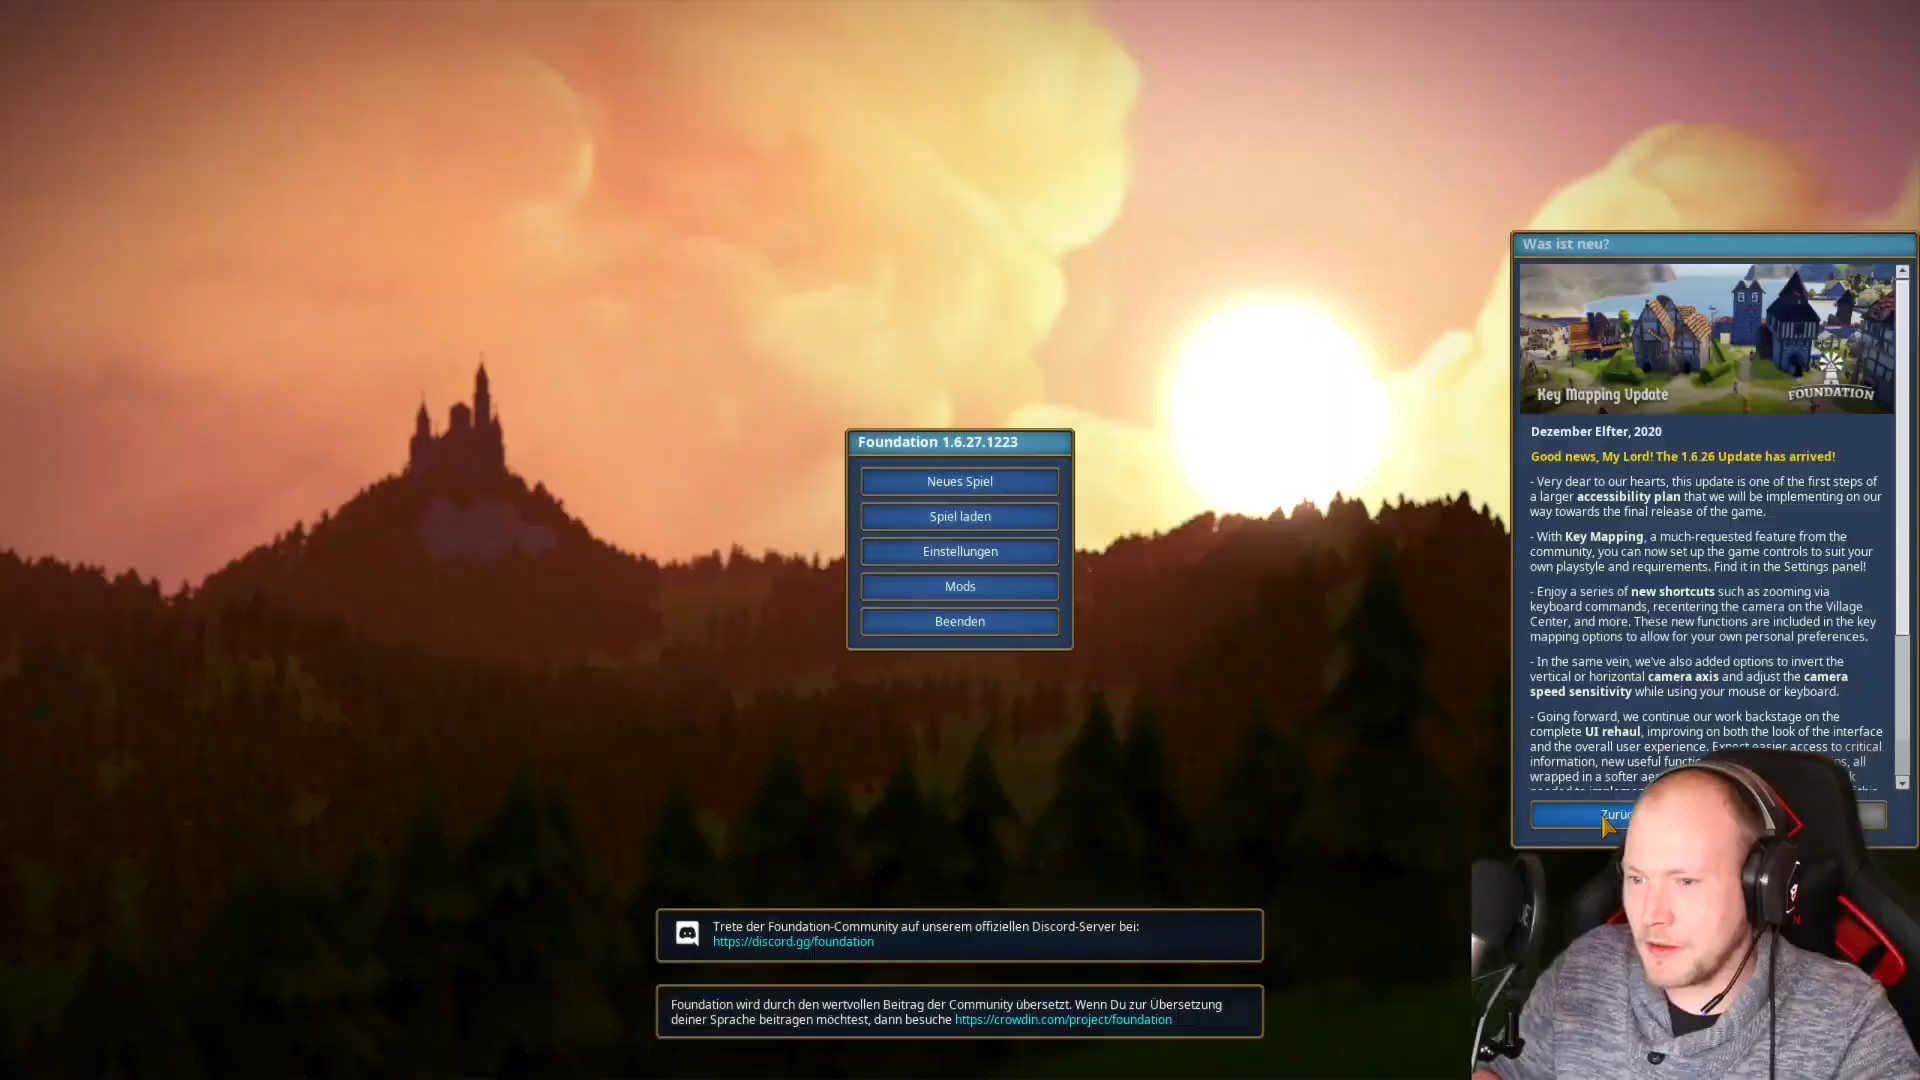 Was ist neu?
Key Mapping Update
FOUNDATION
Dezember Elfter, 2020
Good news, My Lord! The 1.6.26 Update has arrived!
- Very dear to our hearts, this update is one of the first steps of
a larger accessibility plan that we will be implementing on our
way towards the final release of the game.
- With Key Mapping, a much-requested feature from the
community, you can now set up the game controls to suit your
own playstyle and requirements. Find it in the Settings panel!
- Enjoy a series of new shortcuts such as zooming via
keyboard commands, recentering the camera on the Village
Center, and more. These new functions are included in the key
mapping options to allow for your own personal preferences.
- In the same vein, we've also added options to invert the
vertical or horizontal camera axis and adjust the camera
speed sensitivity while using your mouse or keyboard.
- Going forward, we continue our work backstage on the
complete UI rehaul, improving on both the look of the interface
and the overall user experience. Expect easier access to critical
information, new useful all
wrapped in a softer
Foundation 1.6.27.1223
Neues Spiel
Spiel laden
Einstellungen
Mods
Beenden
Trete der Foundation-Community auf unserem offiziellen Discord-Server bei:
https://discord.gg/foundation
Foundation wird durch den wertvollen Beitrag der Community übersetzt. Wenn Du zur Übersetzung
deiner Sprache beitragen möchtest, dann besuche https://crowdin.com/project/foundation